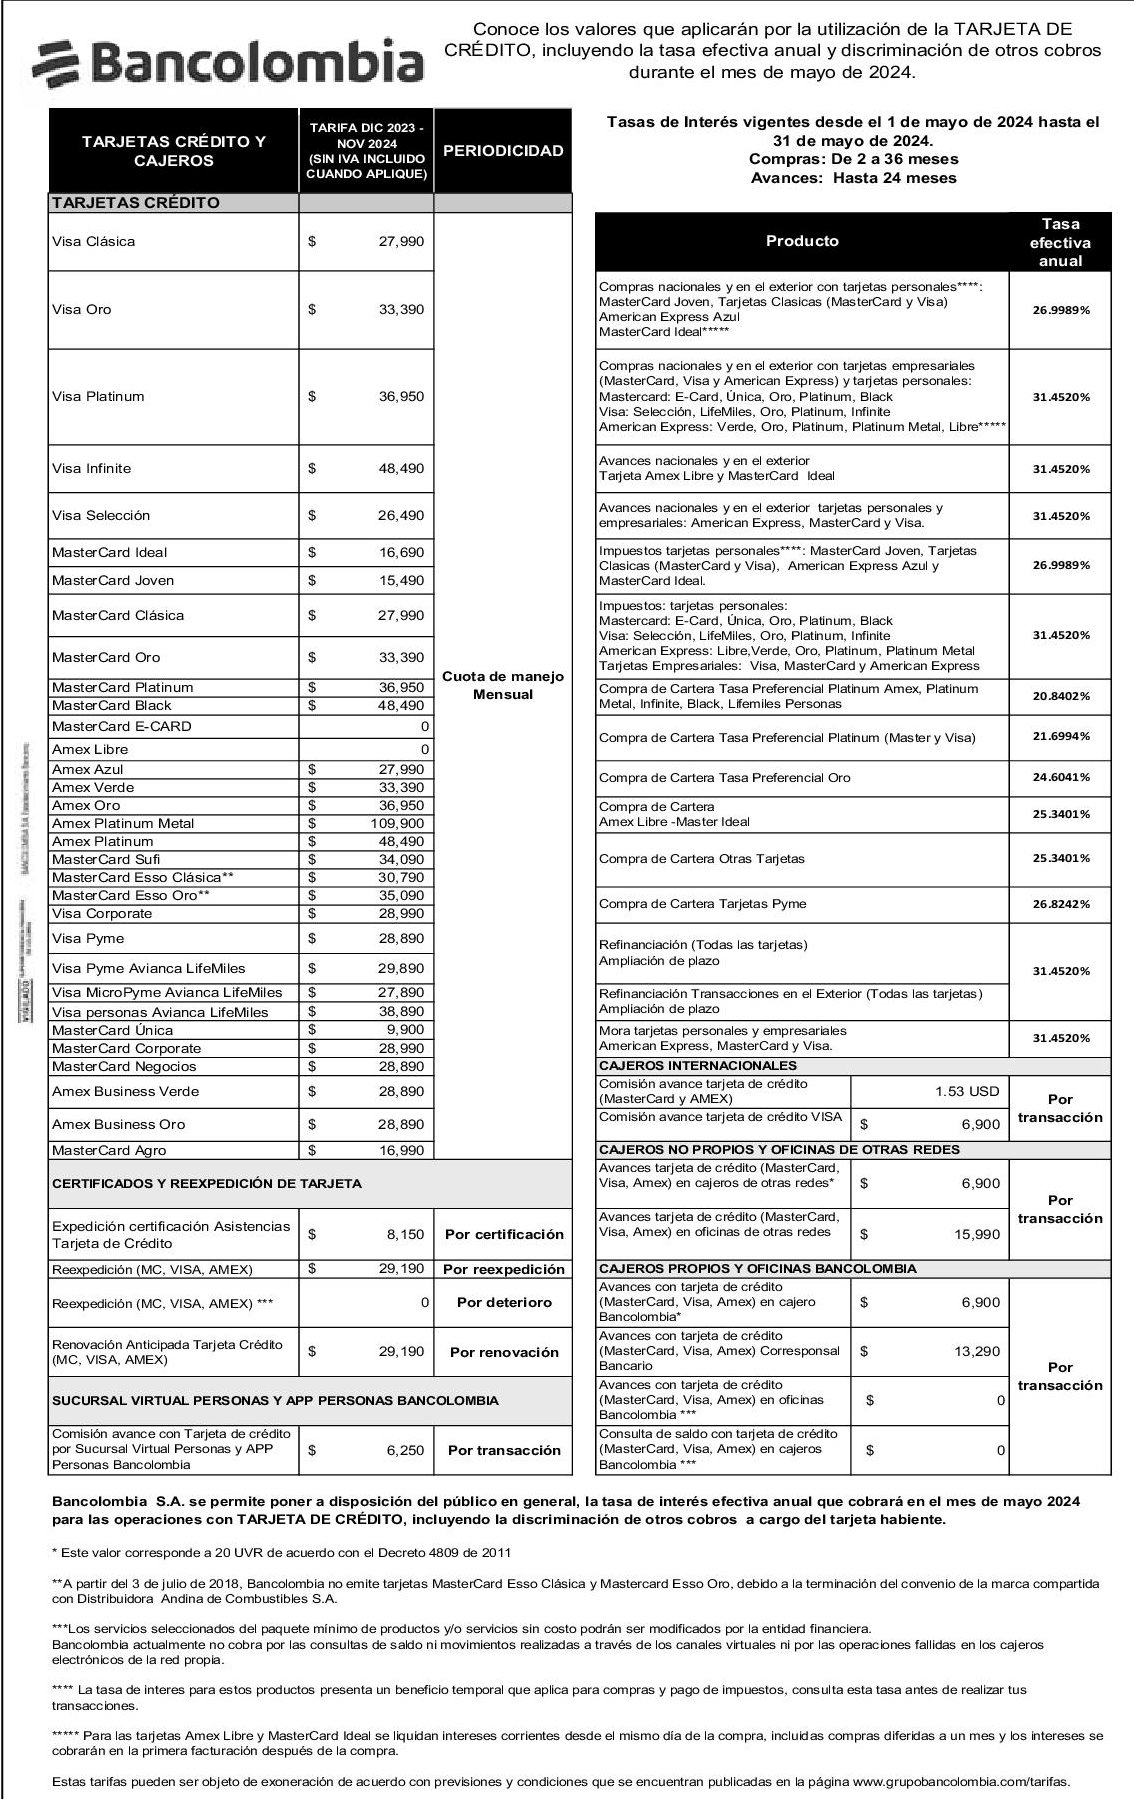 Bancolombia
Conoce los valores que aplicarán por la utilización de la TARJETA DE
CRÉDITO, incluyendo la tasa efectiva anual y discriminación de otros cobros
durante el mes de mayo de 2024.
TARJETAS CRÉDITO Y
CAJEROS
TARIFA DIC 2023 -
NOV 2024
(SIN IVA INCLUIDO
CUANDO APLIQUE)
PERIODICIDAD
TARJETAS CRÉDITO
Visa Clásica $ 27,990
Visa Oro $ 33,390
Visa Platinum $ 36,950
Visa Infinite $ 48,490
Visa Selección $ 26,490
MasterCard Ideal $ 16,690
MasterCard Joven $ 15,490
MasterCard Clásica $ 27,990
MasterCard Oro $ 33,390
MasterCard Platinum $ 36,950
MasterCard Black $ 48,490
MasterCard E-CARD 0
Amex Libre 0
Amex Azul $ 27,990
Amex Verde $ 33,390
Amex Oro $ 36,950
Amex Platinum Metal $ 109,900
Amex Platinum $ 48,490
MasterCard Sufi $ 34,090
MasterCard Esso Clásica** $ 30,790
MasterCard Esso Oro** $ 35,090
Visa Corporate $ 28,990
Visa Pyme $ 28,890
Visa Pyme Avianca LifeMiles $ 29,890
Visa MicroPyme Avianca LifeMiles $ 27,890
Visa personas Avianca LifeMiles $ 38,890
MasterCard Única $ 9,900
MasterCard Corporate $ 28,990
MasterCard Negocios $ 28,890
Amex Business Verde $ 28,890
Amex Business Oro $ 28,890
MasterCard Agro $ 16,990
Cuota de manejo
Mensual
CERTIFICADOS Y REEXPEDICIÓN DE TARJETA
Expedición certificación Asistencias
Tarjeta de Crédito $ 8,150 Por certificación
Reexpedición (MC, VISA, AMEX) $ 29,190 Por reexpedición
Reexpedición (MC, VISA, AMEX) *** 0 Por deterioro
Renovación Anticipada Tarjeta Crédito
(MC, VISA, AMEX) $ 29,190 Por renovación
SUCURSAL VIRTUAL PERSONAS Y APP PERSONAS BANCOLOMBIA
Comisión avance con Tarjeta de crédito
por Sucursal Virtual Personas y APP
Personas Bancolombia $ 6,250 Por transacción
Tasas de Interés vigentes desde el 1 de mayo de 2024 hasta el
31 de mayo de 2024.
Compras: De 2 a 36 meses
Avances: Hasta 24 meses
Producto
Tasa
efectiva
anual
Compras nacionales y en el exterior con tarjetas personales****:
MasterCard Joven, Tarjetas Clasicas (MasterCard y Visa)
American Express Azul
MasterCard Ideal*****
26.9989%
Compras nacionales y en el exterior con tarjetas empresariales
(MasterCard, Visa y American Express) y tarjetas personales:
Mastercard: E-Card, Única, Oro, Platinum, Black
Visa: Selección, LifeMiles, Oro, Platinum, Infinite
American Express: Verde, Oro, Platinum, Platinum Metal, Libre*****
31.4520%
Avances nacionales y en el exterior
Tarjeta Amex Libre y MasterCard Ideal
31.4520%
Avances nacionales y en el exterior tarjetas personales y
empresariales: American Express, MasterCard y Visa.
31.4520%
Impuestos tarjetas personales****: MasterCard Joven, Tarjetas
Clasicas (MasterCard y Visa), American Express Azul y
MasterCard Ideal.
26.9989%
Impuestos: tarjetas personales:
Mastercard: E-Card, Única, Oro, Platinum, Black
Visa: Selección, LifeMiles, Oro, Platinum, Infinite
American Express: Libre,Verde, Oro, Platinum, Platinum Metal
Tarjetas Empresariales: Visa, MasterCard y American Express
31.4520%
Compra de Cartera Tasa Preferencial Platinum Amex, Platinum
Metal, Infinite, Black, Lifemiles Personas
20.8402%
Compra de Cartera Tasa Preferencial Platinum (Master y Visa) 21.6994%
Compra de Cartera Tasa Preferencial Oro 24.6041%
Compra de Cartera
Amex Libre -Master Ideal
25.3401%
Compra de Cartera Otras Tarjetas 25.3401%
Compra de Cartera Tarjetas Pyme 26.8242%
Refinanciación (Todas las tarjetas)
Ampliación de plazo
31.4520%
Refinanciación Transacciones en el Exterior (Todas las tarjetas)
Ampliación de plazo
Mora tarjetas personales y empresariales
American Express, MasterCard y Visa.
31.4520%
CAJEROS INTERNACIONALES
Comisión avance tarjeta de crédito
(MasterCard y AMEX) 1.53 USD
Comisión avance tarjeta de crédito VISA $ 6,900
Por
transacción
CAJEROS NO PROPIOS Y OFICINAS DE OTRAS REDES
Avances tarjeta de crédito (MasterCard,
Visa, Amex) en cajeros de otras redes* $ 6,900
Avances tarjeta de crédito (MasterCard,
Visa, Amex) en oficinas de otras redes $ 15,990
Por
transacción
CAJEROS PROPIOS Y OFICINAS BANCOLOMBIA
Avances con tarjeta de crédito
(MasterCard, Visa, Amex) en cajero
Bancolombia* $ 6,900
Avances con tarjeta de crédito
(MasterCard, Visa, Amex) Corresponsal
Bancario $ 13,290
Avances con tarjeta de crédito
(MasterCard, Visa, Amex) en oficinas
Bancolombia *** $ 0
Consulta de saldo con tarjeta de crédito
(MasterCard, Visa, Amex) en cajeros
Bancolombia *** $ 0
Por
transacción
Bancolombia S.A. se permite poner a disposición del público en general, la tasa de interés efectiva anual que cobrará en el mes de mayo 2024
para las operaciones con TARJETA DE CRÉDITO, incluyendo la discriminación de otros cobros a cargo del tarjeta habiente.
* Este valor corresponde a 20 UVR de acuerdo con el Decreto 4809 de 2011
**A partir del 3 de julio de 2018, Bancolombia no emite tarjetas MasterCard Esso Clásica y Mastercard Esso Oro, debido a la terminación del convenio de la marca compartida
con Distribuidora Andina de Combustibles S.A.
***Los servicios seleccionados del paquete mínimo de productos y/o servicios sin costo podrán ser modificados por la entidad financiera.
Bancolombia actualmente no cobra por las consultas de saldo ni movimientos realizadas a través de los canales virtuales ni por las operaciones fallidas en los cajeros
electrónicos de la red propia.
**** La tasa de interes para estos productos presenta un beneficio temporal que aplica para compras y pago de impuestos, consulta esta tasa antes de realizar tus
transacciones.
***** Para las tarjetas Amex Libre y MasterCard Ideal se liquidan intereses corrientes desde el mismo día de la compra, incluidas compras diferidas a un mes y los intereses se
cobrarán en la primera facturación después de la compra.
Estas tarifas pueden ser objeto de exoneración de acuerdo con previsiones y condiciones que se encuentran publicadas en la página www.grupobancolombia.com/tarifas.
VIGILADO